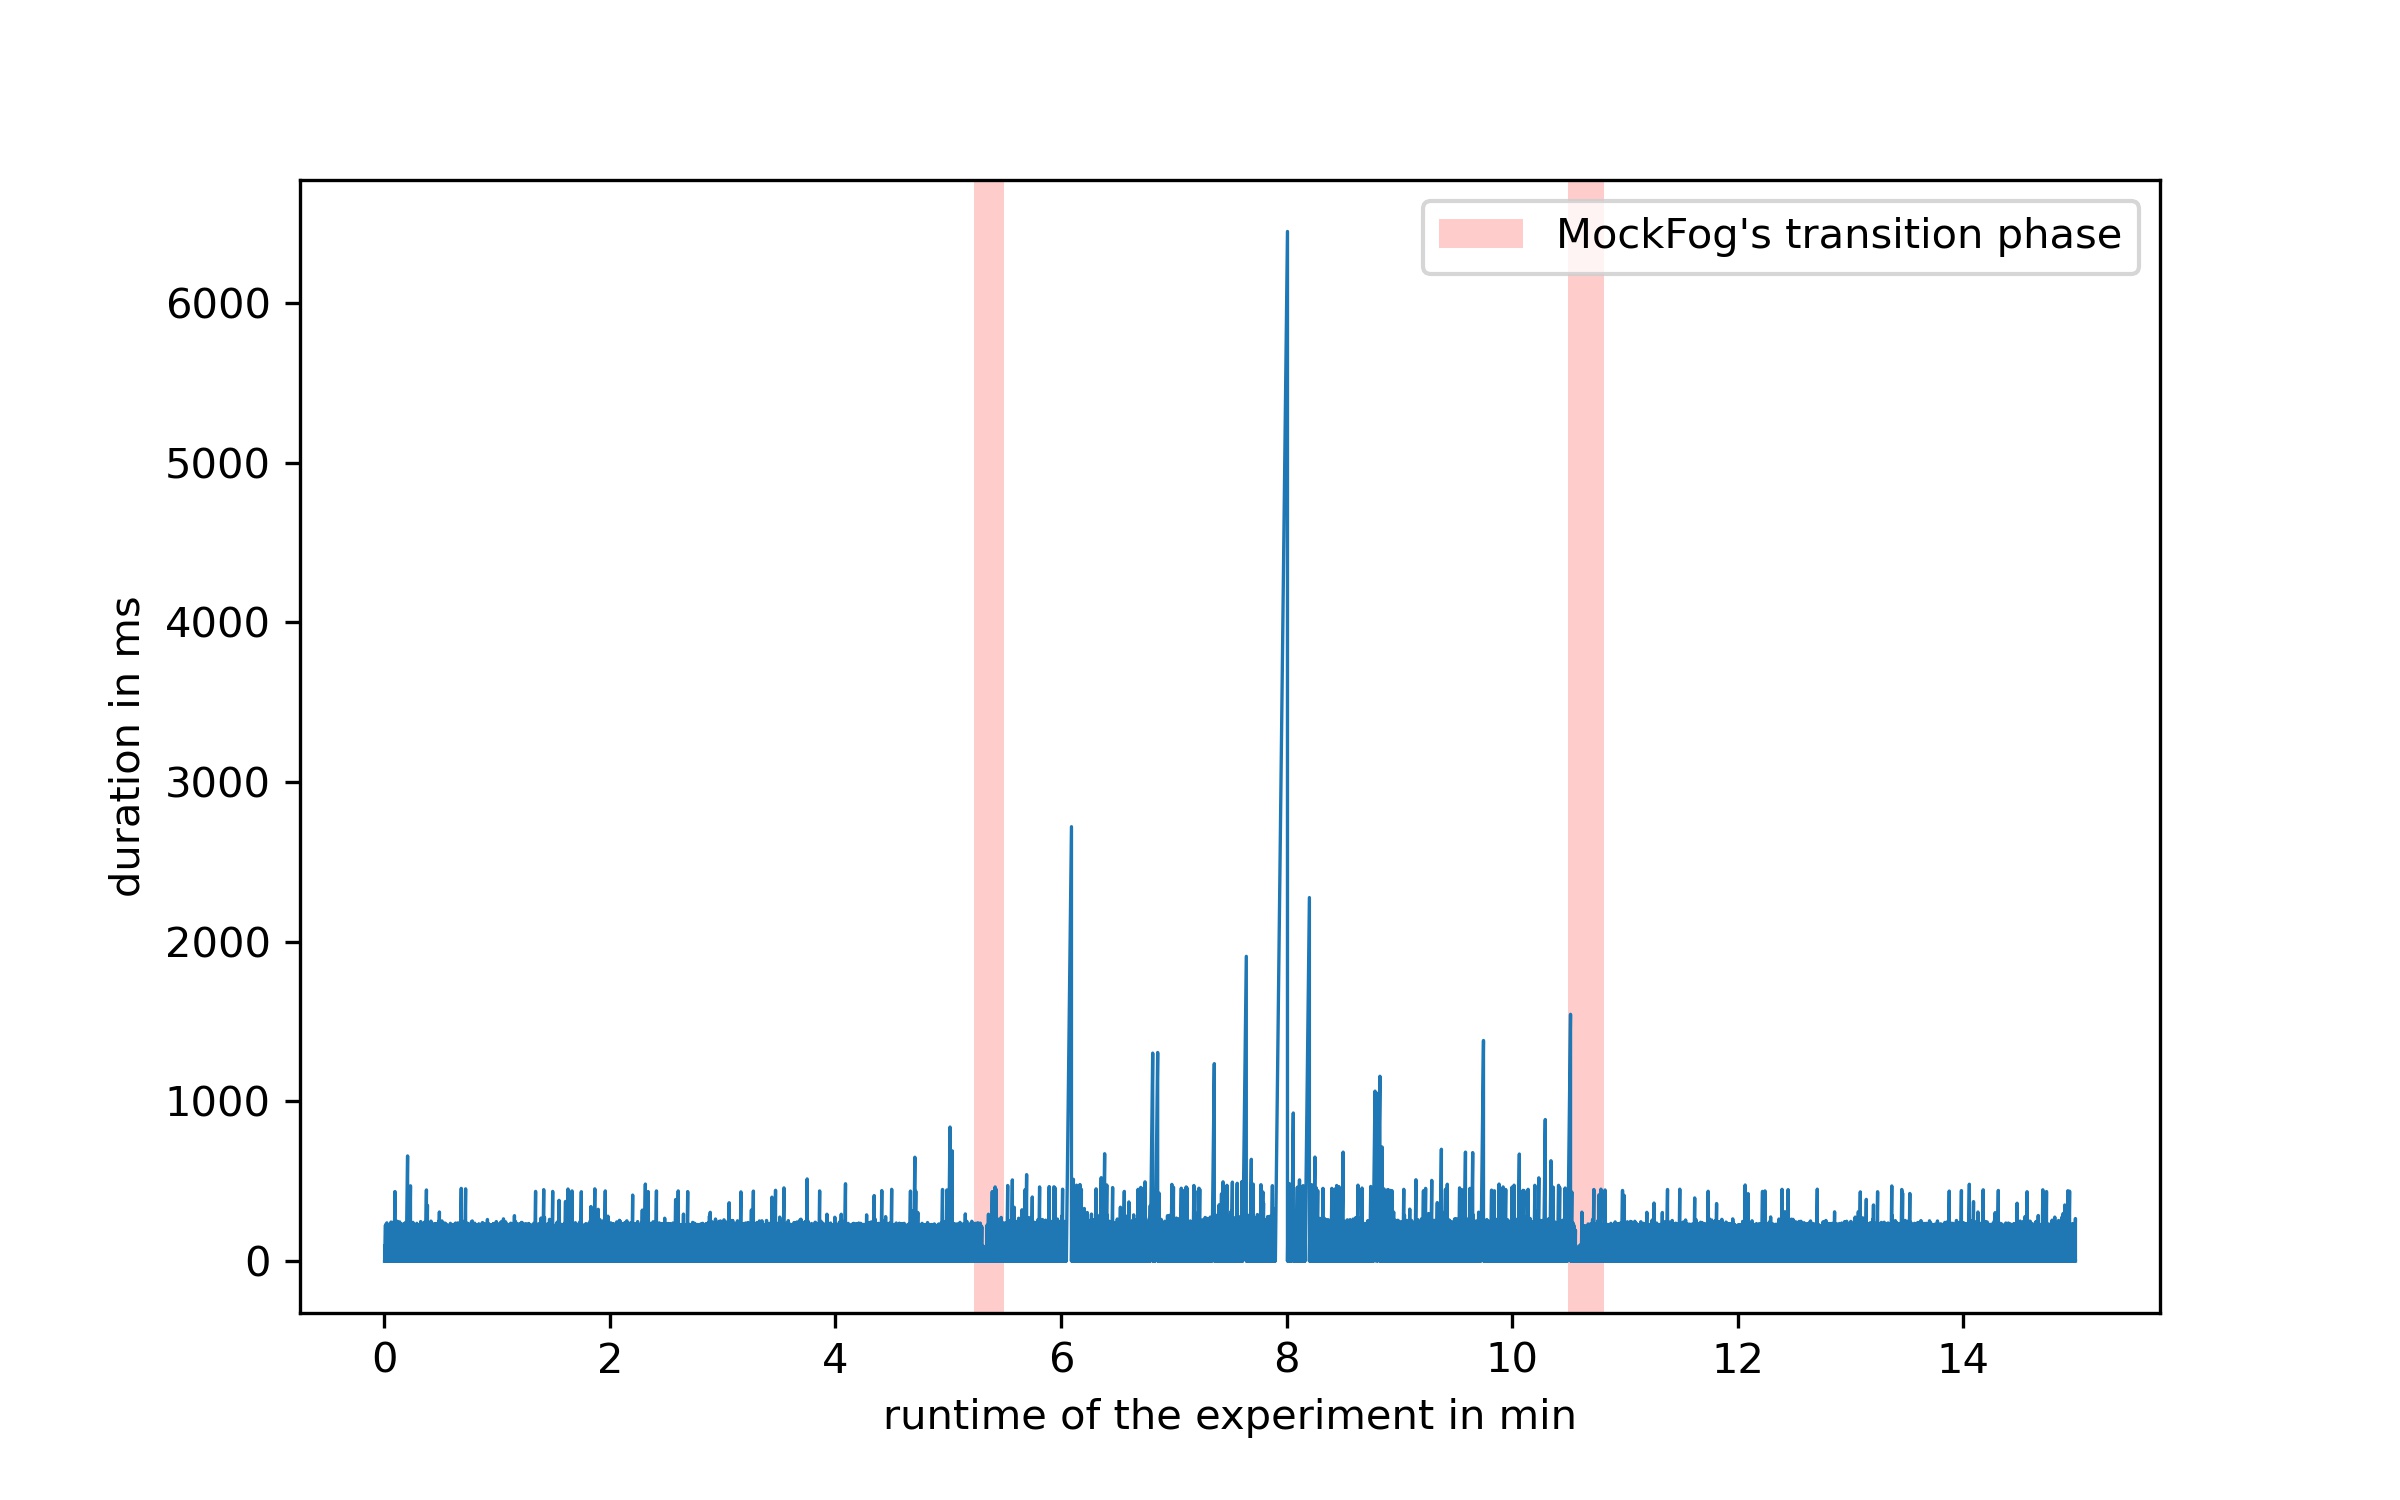 MockFog's transition phase
6000
5000
4000
3000
2000
1000
0
duration in ms
0 2 4 6 8 10 12 14
runtime of the experiment in min